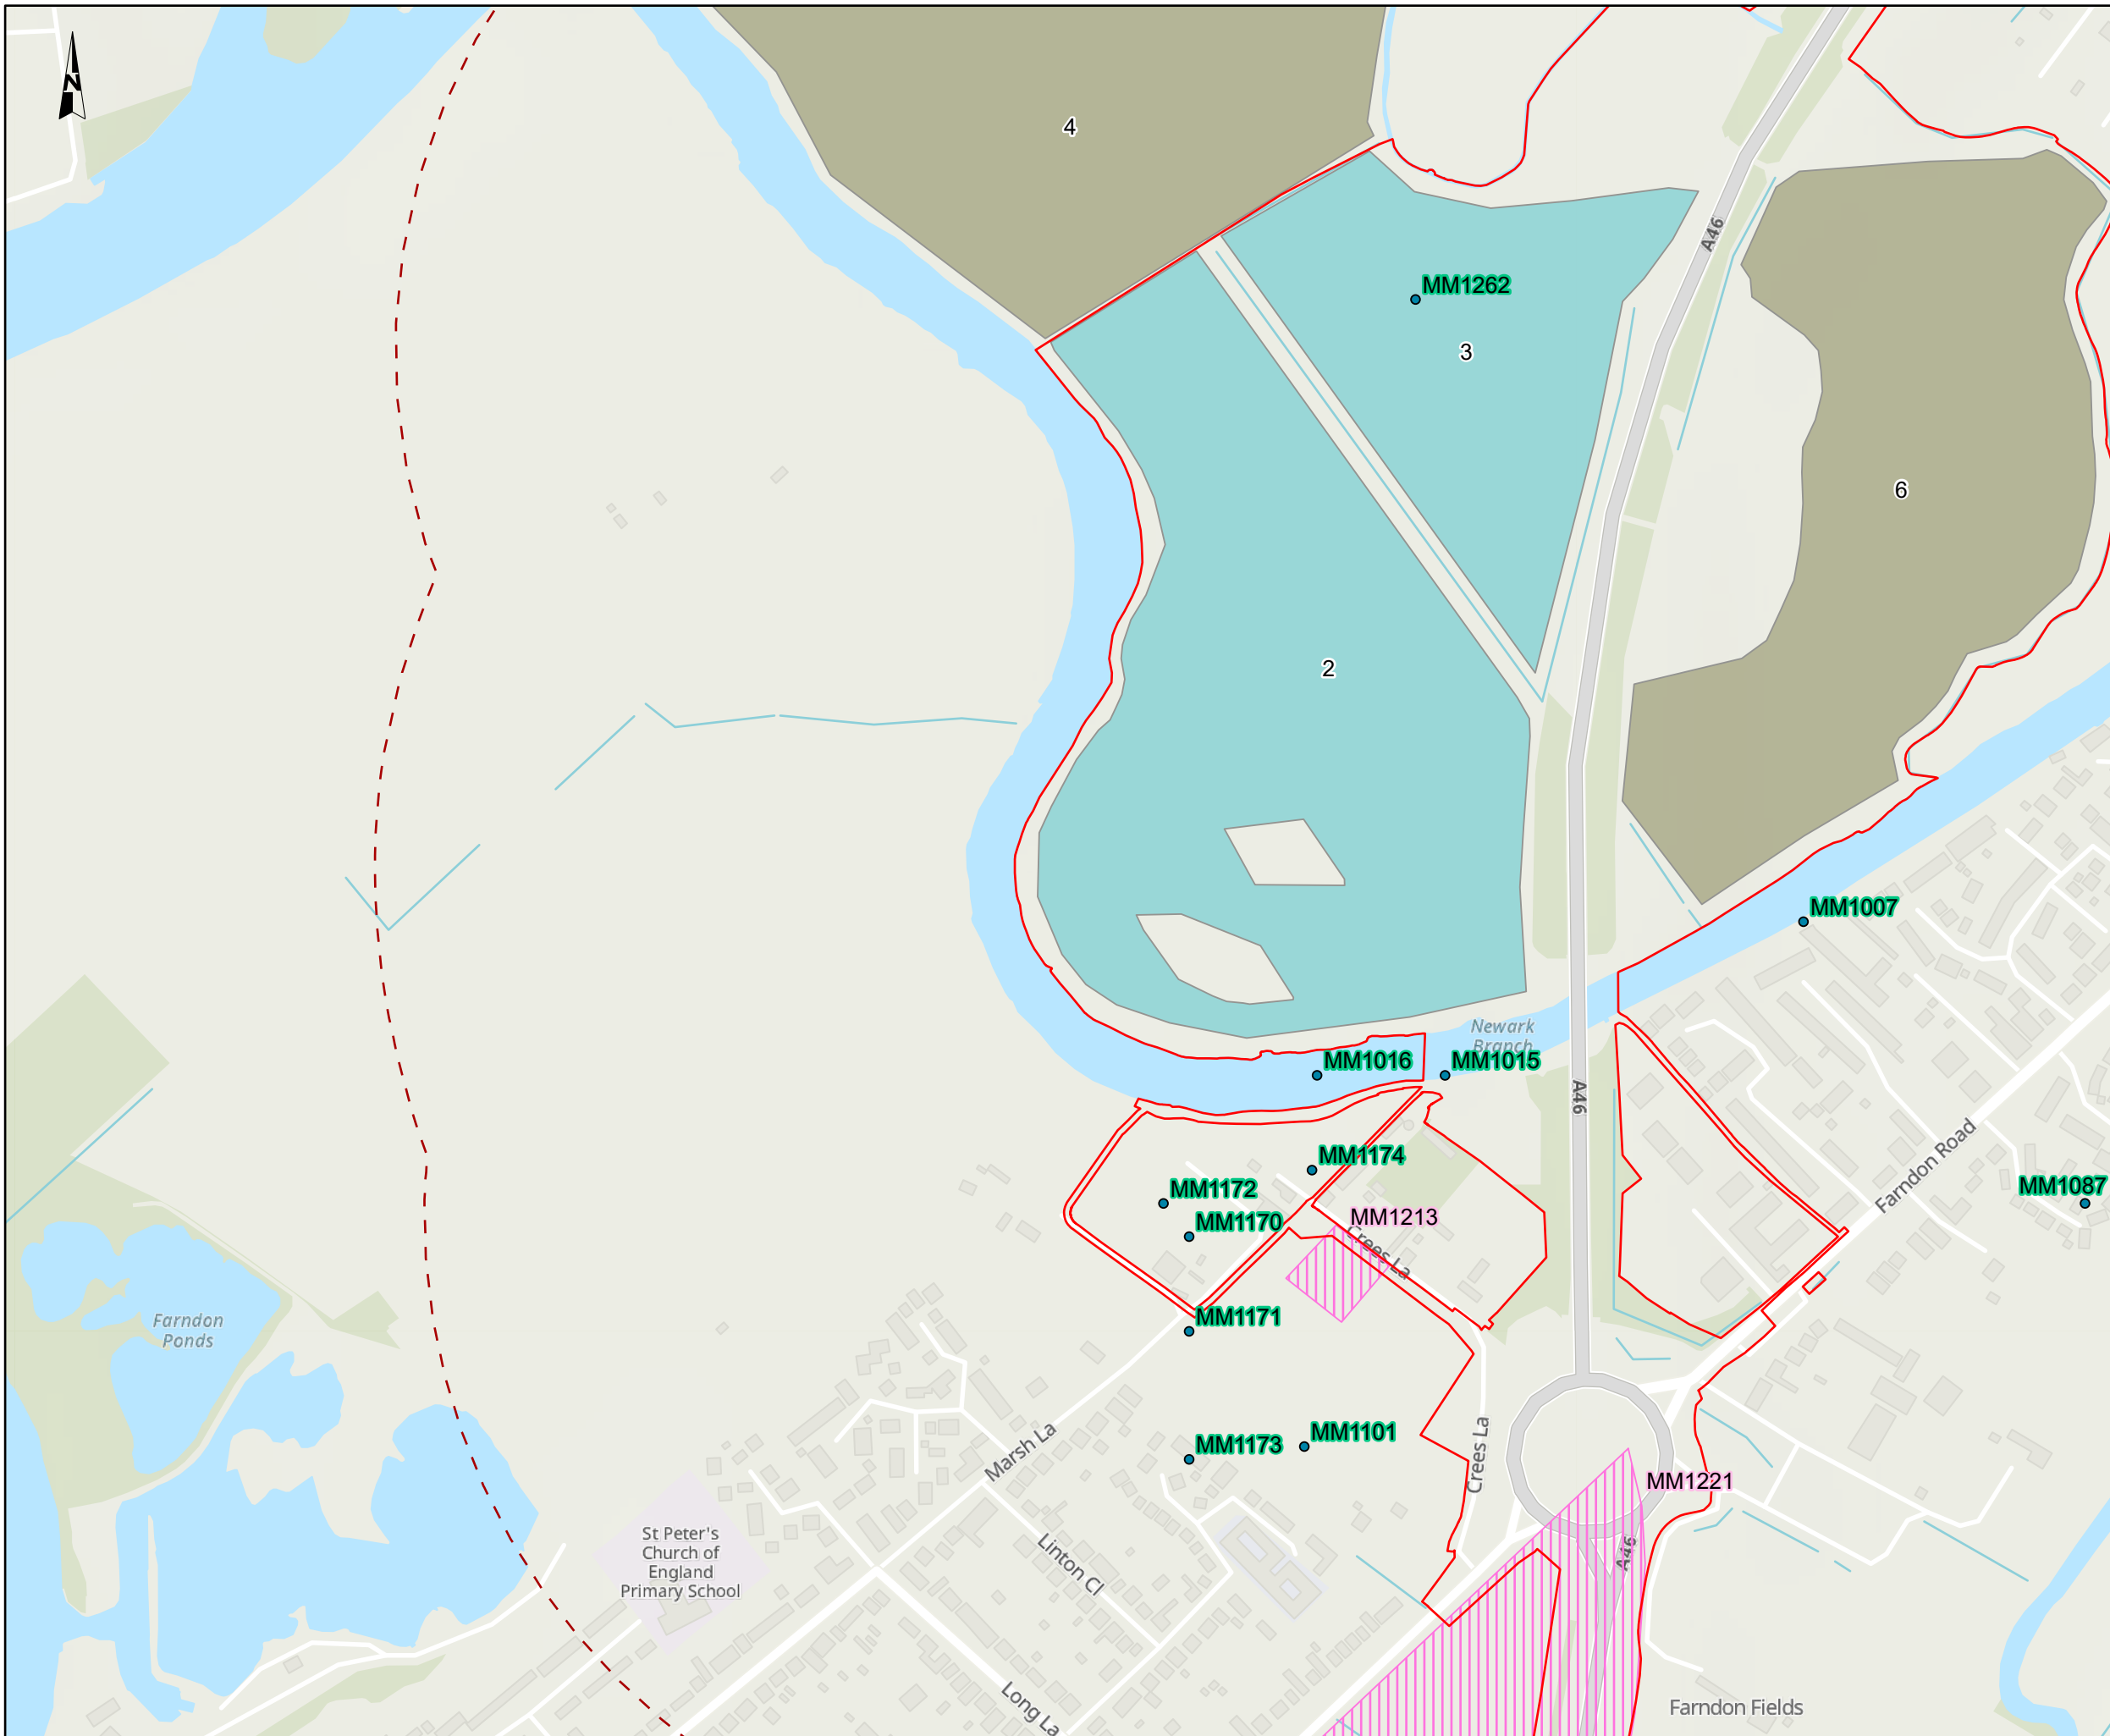 N
4
A46
MM1262
3
6
2
MM1007
Newark
Branch
MM1016
MM1015
A46
MM1174
Farndon Road
MM1172
MM1087
MM1213
MM1170
Crees La
MM1171
Farndon
Ponds
Marsh La
MM1173
MM1101
Crees La
MM1221
St Peter's
Church of
England
Primary School
Linton Cl
A46
Long La
Farndon Fields